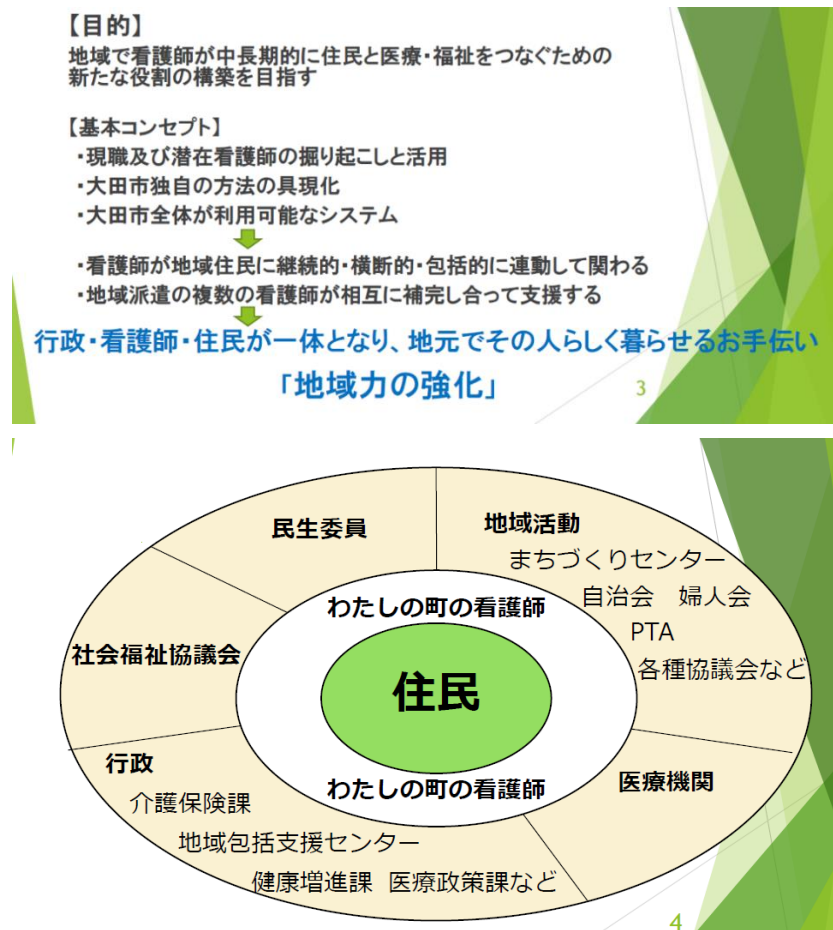 【目的】
地域で看護師が中長期的に住民と医療・福祉をつなぐための
新たな役割の構築を目指す
【基本コンセプト】
・現職及び潜在看護師の掘り起こしと活用
・大田市独自の方法の具現化
・大田市全体が利用可能なシステム
・看護師が地域住民に継続的・横断的・包括的に連動して関わる
・地域派遣の複数の看護師が相互に補完し合って支援する
行政・看護師・住民が一体となり、地元でその人らしく暮らせるお手伝い
「地域力の強化」
3
民生委員
地域活動
まちづくりセンター
自治会 婦人会
PTA
各種協議会など
わたしの町の看護師
社会福祉協議会
住民
わたしの町の看護師
医療機関
行政
介護保険課
地域包括支援センター
健康増進課 医療政策課など
4